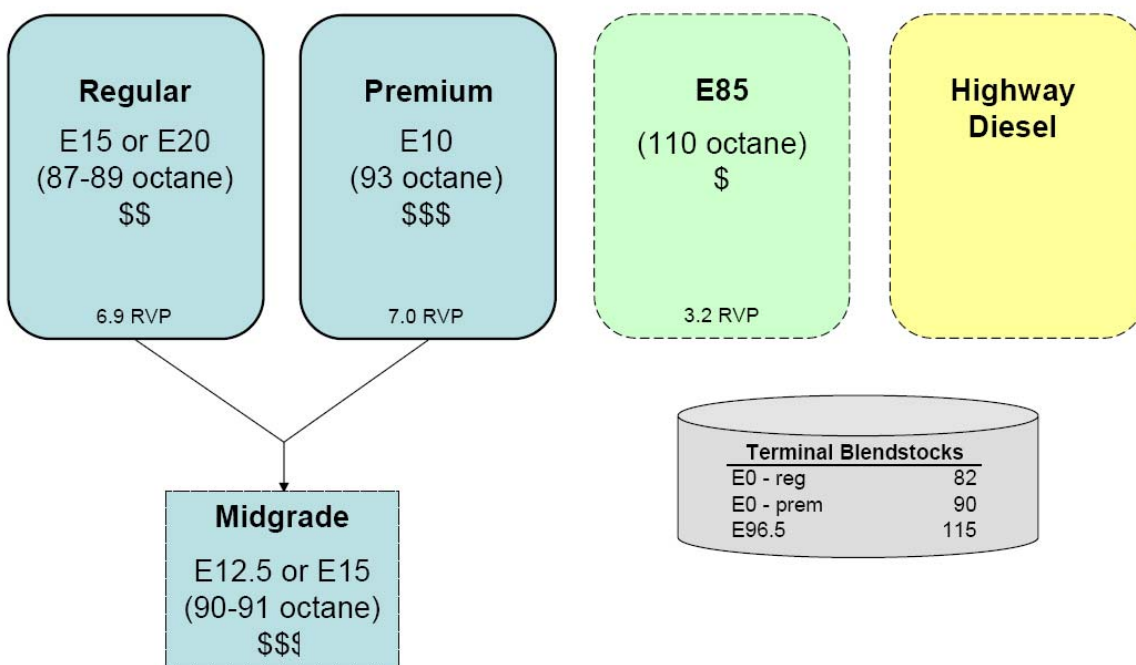 Regular
E15 or E20
(87-89 octane)
$$
6.9 RVP
Premium
E10
(93 octane)
$$$
7.0 RVP
E85
(110 octane)
$
3.2 RVP
Highway
Diesel
Terminal Blendstocks
E0 - reg 82
E0 - prem 90
E96.5 115
Midgrade
E12.5 or E15
(90-91 octane)
$$$